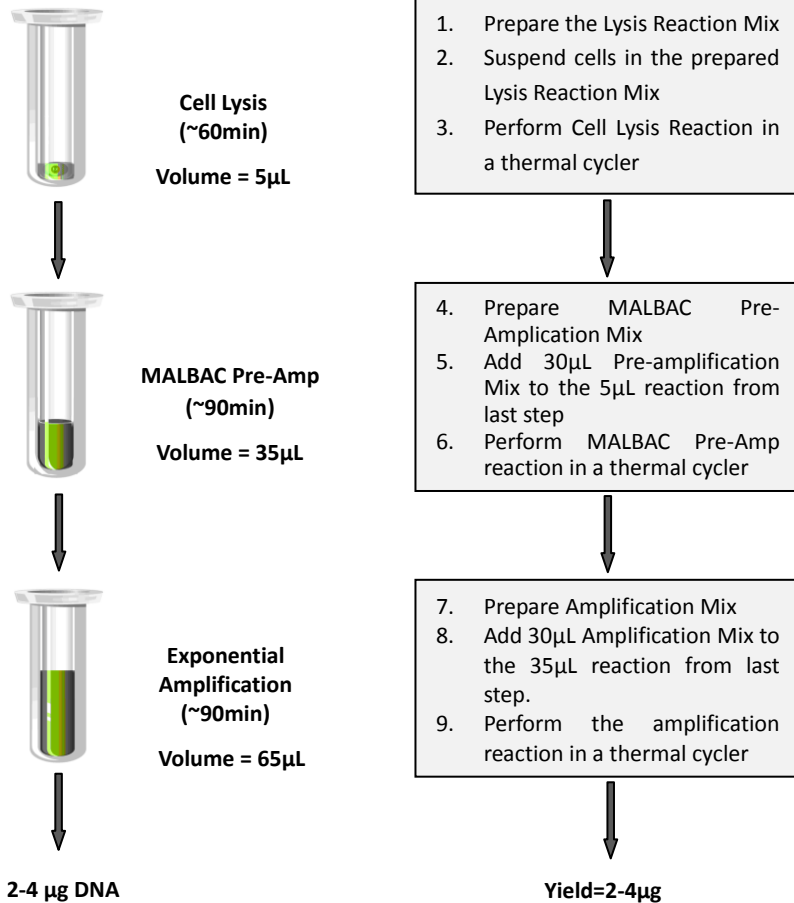 Cell Lysis
(~60min)
Volume = 5µL
1. Prepare the Lysis Reaction Mix
2. Suspend cells in the prepared
Lysis Reaction Mix
3. Perform Cell Lysis Reaction in
a thermal cycler
MALBAC Pre-Amp
(~90min)
Volume = 35µL
4. Prepare MALBAC Pre-
Amplication Mix
5. Add 30µL Pre-amplification
Mix to the 5µL reaction from
last step
6. Perform MALBAC Pre-Amp
reaction in a thermal cycler
Exponential
Amplification
(~90min)
Volume = 65µL
7. Prepare Amplification Mix
8. Add 30µL Amplification Mix to
the 35µL reaction from last
step.
9. Perform the amplification
reaction in a thermal cycler
2-4 µg DNA
Yield=2-4µg